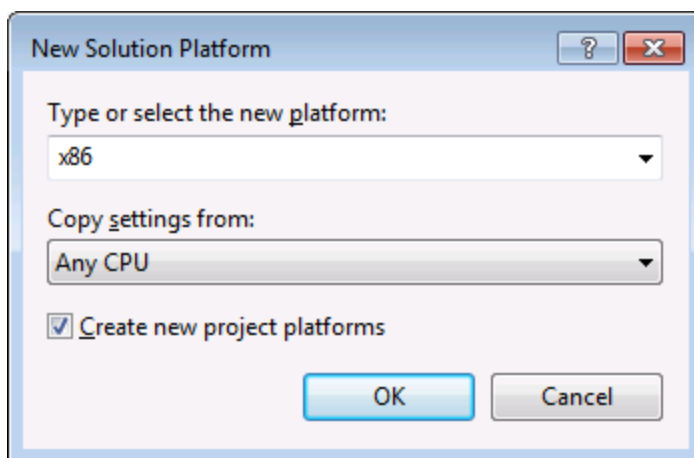 New Solution Platform
Type or select the new platform:
x86
Copy settings from:
Any CPU
Create new project platforms
OK Cancel